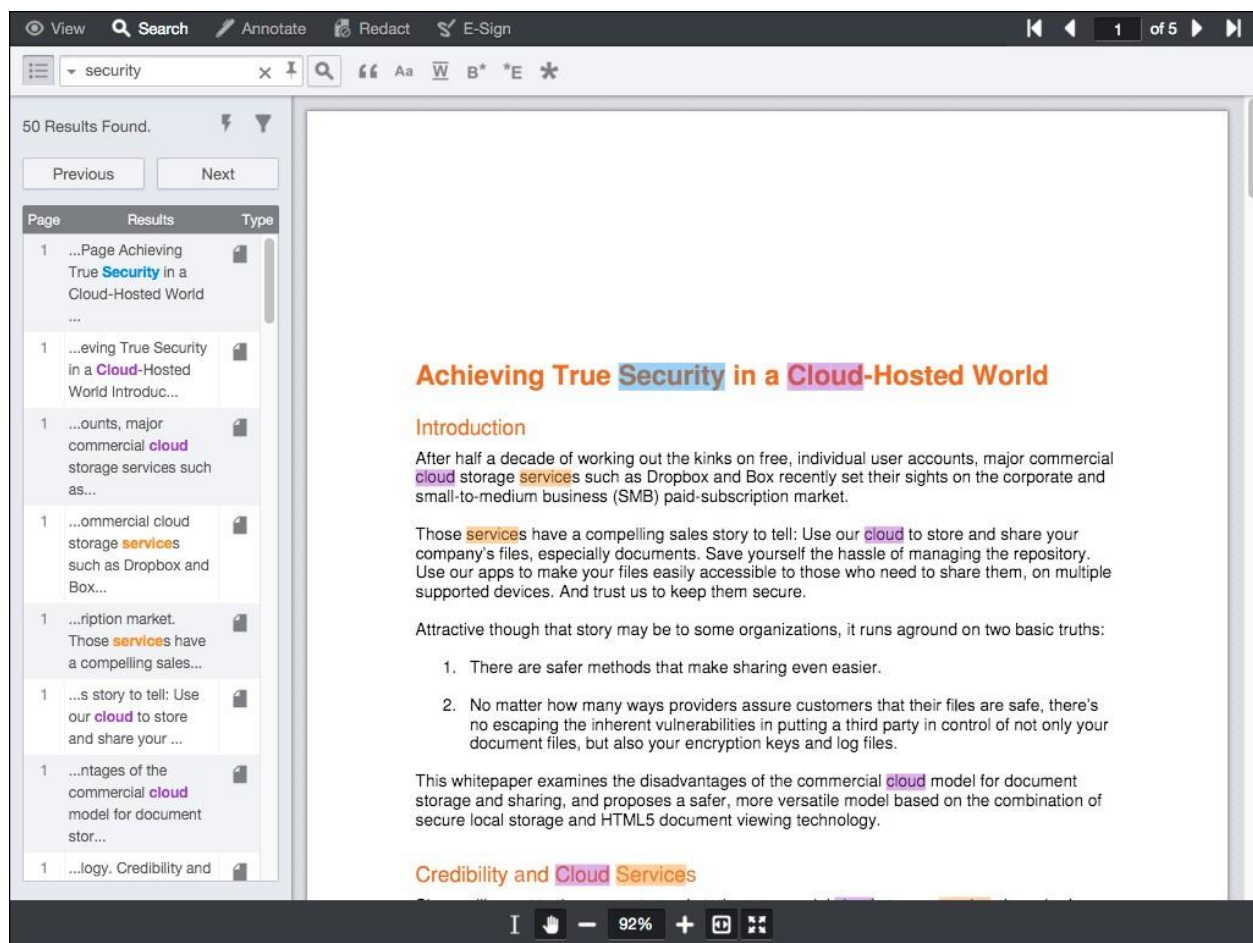 View Search Annotate Redact E-Sign 1 of 5
security Aa W B* *E *
50 Results Found.
Previous Next
Page Results Type
1 ...Page Achieving
True Security in a
Cloud-Hosted World
...
1 ...eving True Security
in a Cloud-Hosted
World Introduc...
1 ...ounts, major
commercial cloud
storage services such
as...
1 ...ommercial cloud
storage services
such as Dropbox and
Box...
1 ...ription market.
Those services have
a compelling sales...
1 ...s story to tell: Use
our cloud to store
and share your ...
1 ...ntages of the
commercial cloud
model for document
stor...
1 ...logy. Credibility and
Achieving True Security in a Cloud-Hosted World
Introduction
After half a decade of working out the kinks on free, individual user accounts, major commercial
cloud storage services such as Dropbox and Box recently set their sights on the corporate and
small-to-medium business (SMB) paid-subscription market.
Those services have a compelling sales story to tell: Use our cloud to store and share your
company's files, especially documents. Save yourself the hassle of managing the repository.
Use our apps to make your files easily accessible to those who need to share them, on multiple
supported devices. And trust us to keep them secure.
Attractive though that story may be to some organizations, it runs aground on two basic truths:
1. There are safer methods that make sharing even easier.
2. No matter how many ways providers assure customers that their files are safe, there's
no escaping the inherent vulnerabilities in putting a third party in control of not only your
document files, but also your encryption keys and log files.
This whitepaper examines the disadvantages of the commercial cloud model for document
storage and sharing, and proposes a safer, more versatile model based on the combination of
secure local storage and HTML5 document viewing technology.
Credibility and Cloud Services
92%